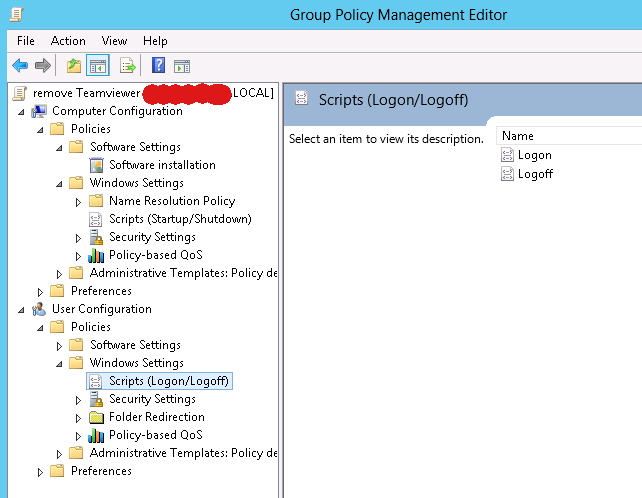 Group Policy Management Editor
File Action View Help
remove Teamviewer LOCAL]
Computer Configuration
Policies
Software Settings
Software installation
Windows Settings
Name Resolution Policy
Scripts (Startup/Shutdown)
Security Settings
Policy-based QoS
Administrative Templates: Policy de
Preferences
User Configuration
Policies
Software Settings
Windows Settings
Scripts (Logon/Logoff)
Security Settings
Folder Redirection
Policy-based QoS
Administrative Templates: Policy de
Preferences
Scripts (Logon/Logoff)
Select an item to view its description.
Name
Logon
Logoff